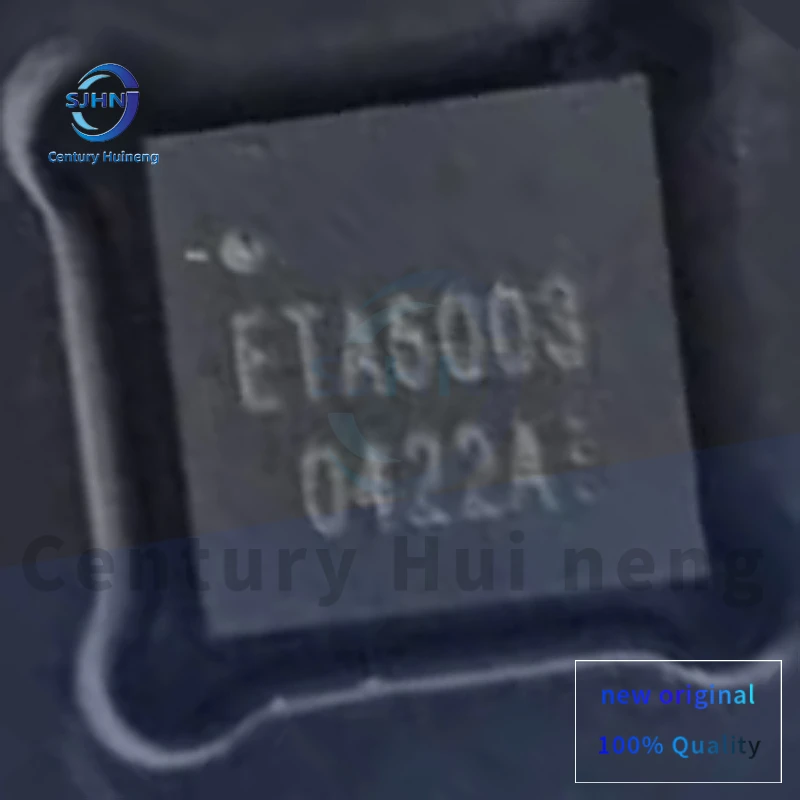 SJHN
Century Huineng
ETA6003
0422A
Century Hui neng
new original
100% Quality